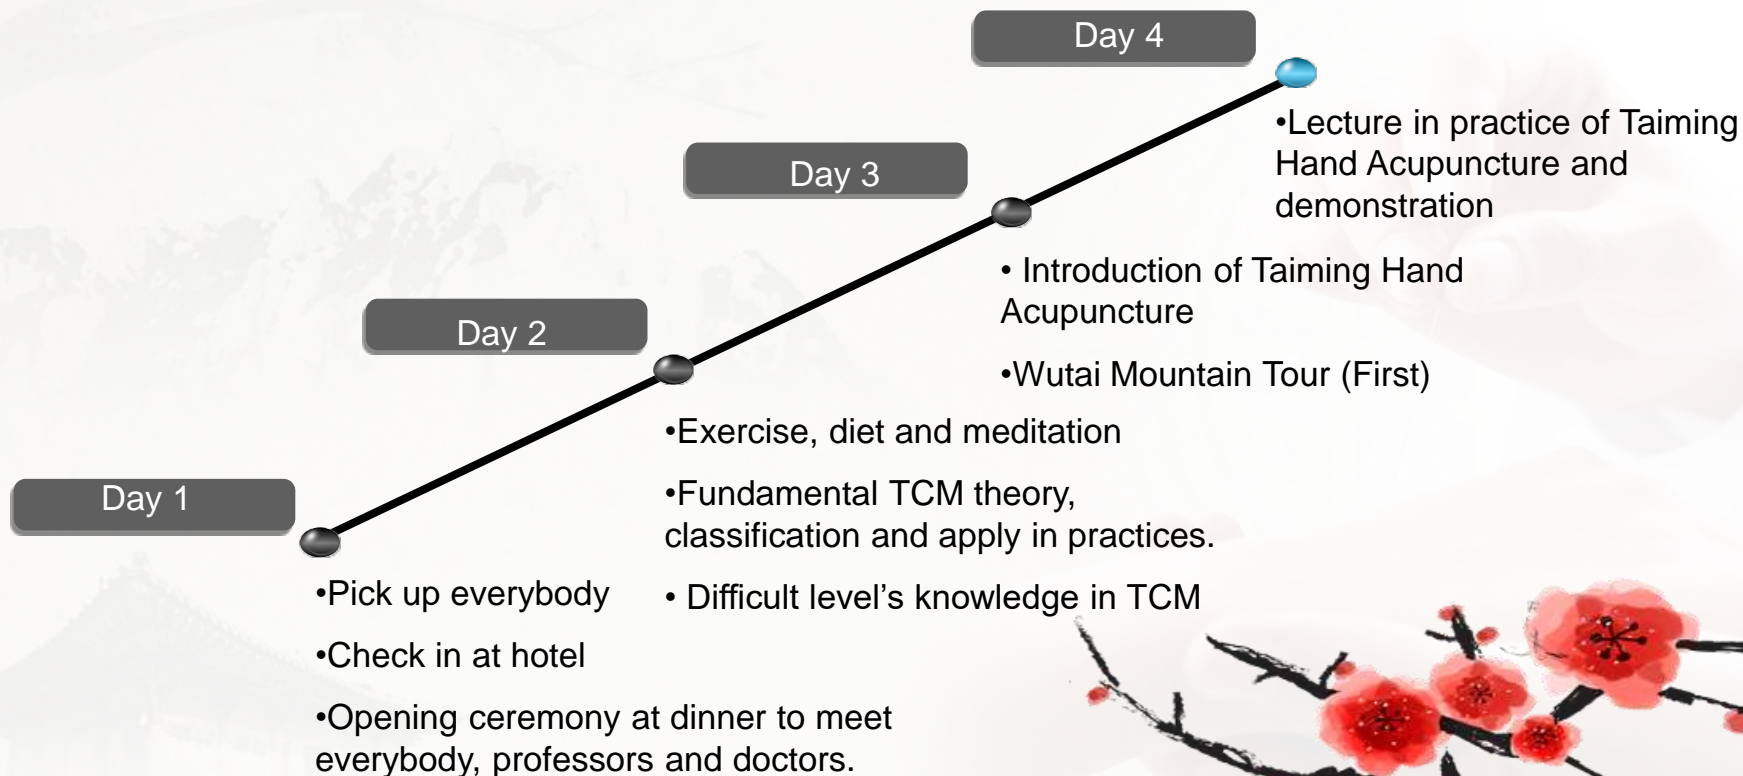 Day 1
•Pick up everybody
•Check in at hotel
•Opening ceremony at dinner to meet
everybody, professors and doctors.
Day 2
•Exercise, diet and meditation
•Fundamental TCM theory,
classification and apply in practices.
• Difficult level’s knowledge in TCM
Day 3
• Introduction of Taiming Hand
Acupuncture
•Wutai Mountain Tour (First)
Day 4
•Lecture in practice of Taiming
Hand Acupuncture and
demonstration